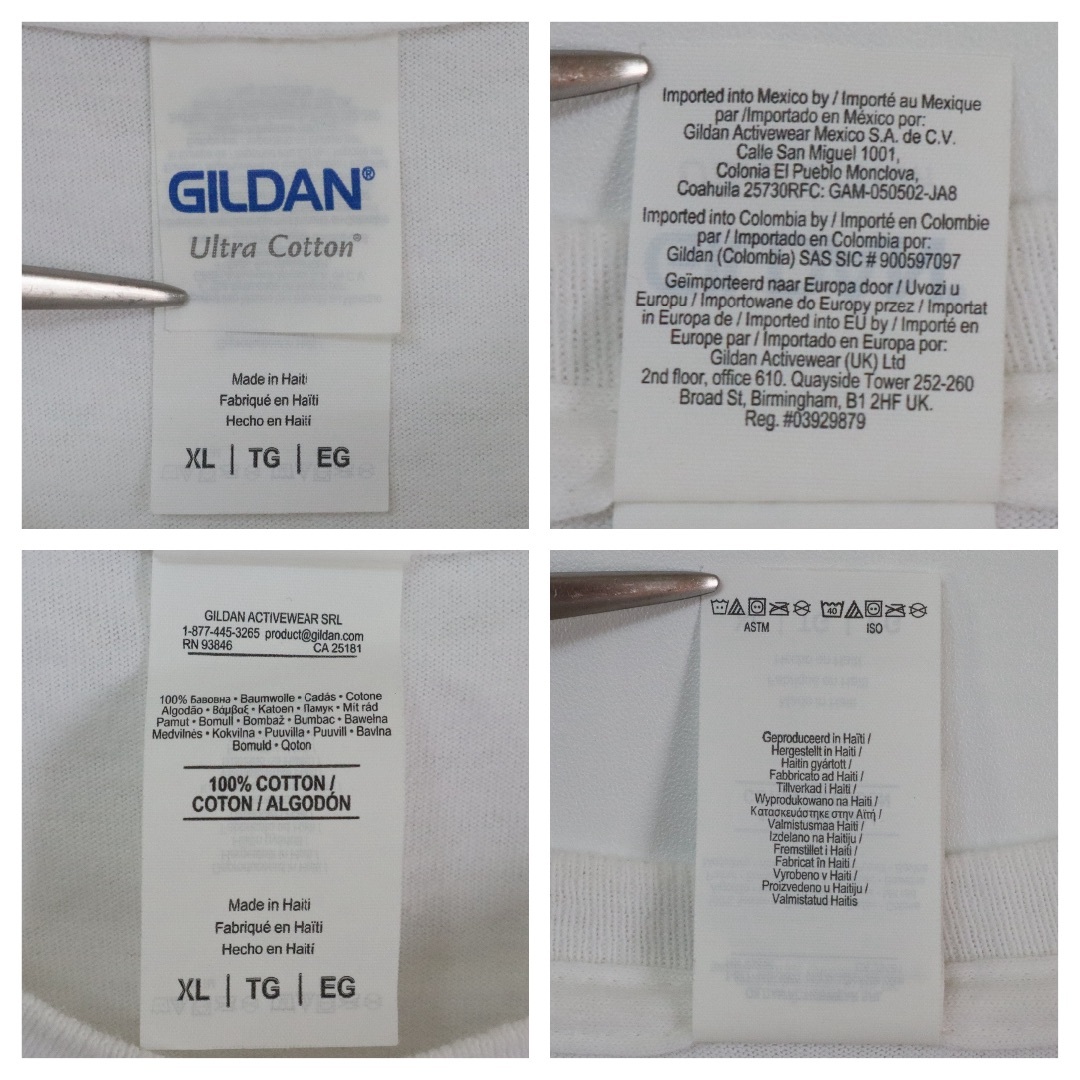 GILDAN®
Ultra Cotton®
Made in Haiti
Fabriqué en Haïti
Hecho en Haití
XL | TG | EG
Imported into Mexico by / Importé au Mexique
par /Importado en México por:
Gildan Activewear Mexico S.A. de C.V.
Calle San Miguel 1001,
Colonia El Pueblo Monclova,
Coahuila 25730RFC: GAM-050502-JA8
Imported into Colombia by / Importé en Colombie
par / Importado en Colombia por:
Gildan (Colombia) SAS SIC # 900597097
Geïmporteerd naar Europa door / Uvozi u
Europu / Importowane do Europy przez / Importat
in Europa de / Imported into EU by / Importé en
Europe par / Importado en Europa por:
Gildan Activewear (UK) Ltd
2nd floor, office 610. Quayside Tower 252-260
Broad St, Birmingham, B1 2HF UK.
Reg. #03929879
GILDAN ACTIVEWEAR SRL
1-877-445-3265 product@gildan.com
RN 93846 CA 25181
100% бавовна • Baumwolle • Cadás • Cotone
Algodão • Βάμβαξ • Katoen • Памук • Mit rád
Pamut • Bomull • Bombaž • Bumbac • Bawełna
Medvilnės • Kokvilna • Puuvilla • Puuvill • Bavlna
Bomuld • Qoton
100% COTTON /
COTON / ALGODÓN
Made in Haiti
Fabriqué en Haïti
Hecho en Haití
XL | TG | EG
40
ASTM ISO
Geproduceerd in Haïti /
Hergestellt in Haiti /
Haitin gyártott /
Fabbricato ad Haiti /
Tillverkad i Haiti /
Wyprodukowano na Haiti /
Κατασκευάστηκε στην Αϊτή /
Valmistusmaa Haiti /
Izdelano na Haitiju /
Fremstillet i Haiti /
Fabricat în Haiti /
Vyrobeno v Haiti /
Proizvedeno u Haitiju /
Valmistatud Haitis